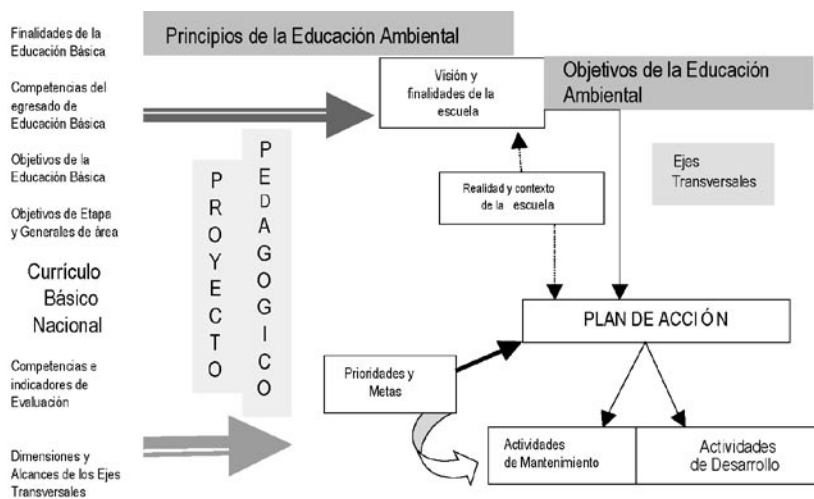 Finalidades de la
Educación Básica
Principios de la Educación Ambiental
Visión y
finalidades de la
escuela
Objetivos de la Educación
Ambiental
Competencias del
egresado de
Educación Básica
Objetivos de la
Educación Básica
Objetivos de Etapa
y Generales de área
Currículo
Básico
Nacional
Competencias e
indicadores de
Evaluación
Dimensiones y
Alcances de los Ejes
Transversales
PROYECTO
PEDAGOGICO
Realidad y contexto
de la escuela
Ejes
Transversales
PLAN DE ACCIÓN
Prioridades y
Metas
Actividades
de Mantenimiento
Actividades
de Desarrollo